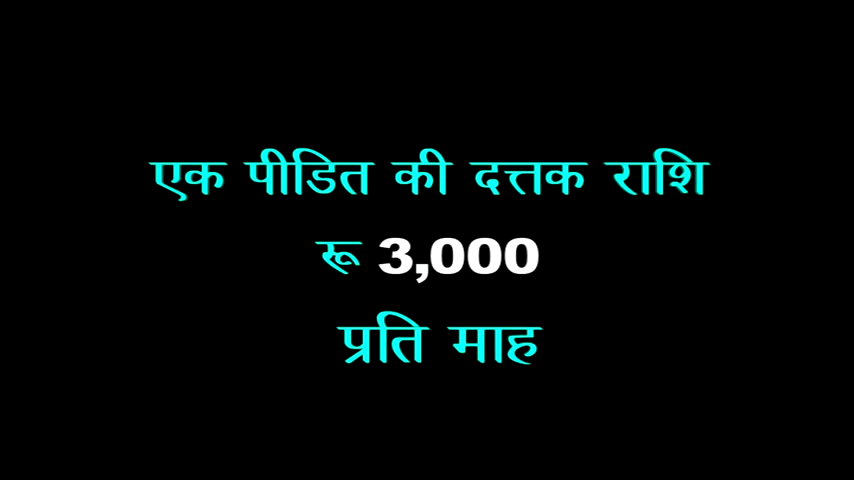 एक पीडित की दत्तक राशि
रू 3,000
प्रति माह